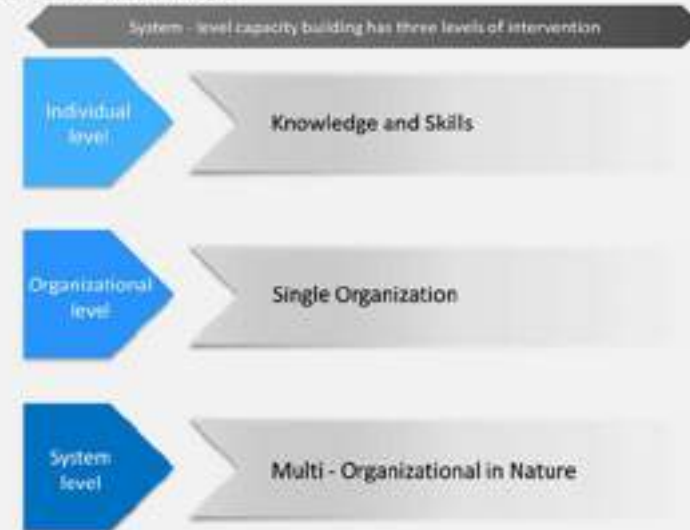 System - level capacity building has three levels of intervention
Individual
level
Knowledge and Skills
Organizational
level
Single Organization
System
level
Multi - Organizational in Nature